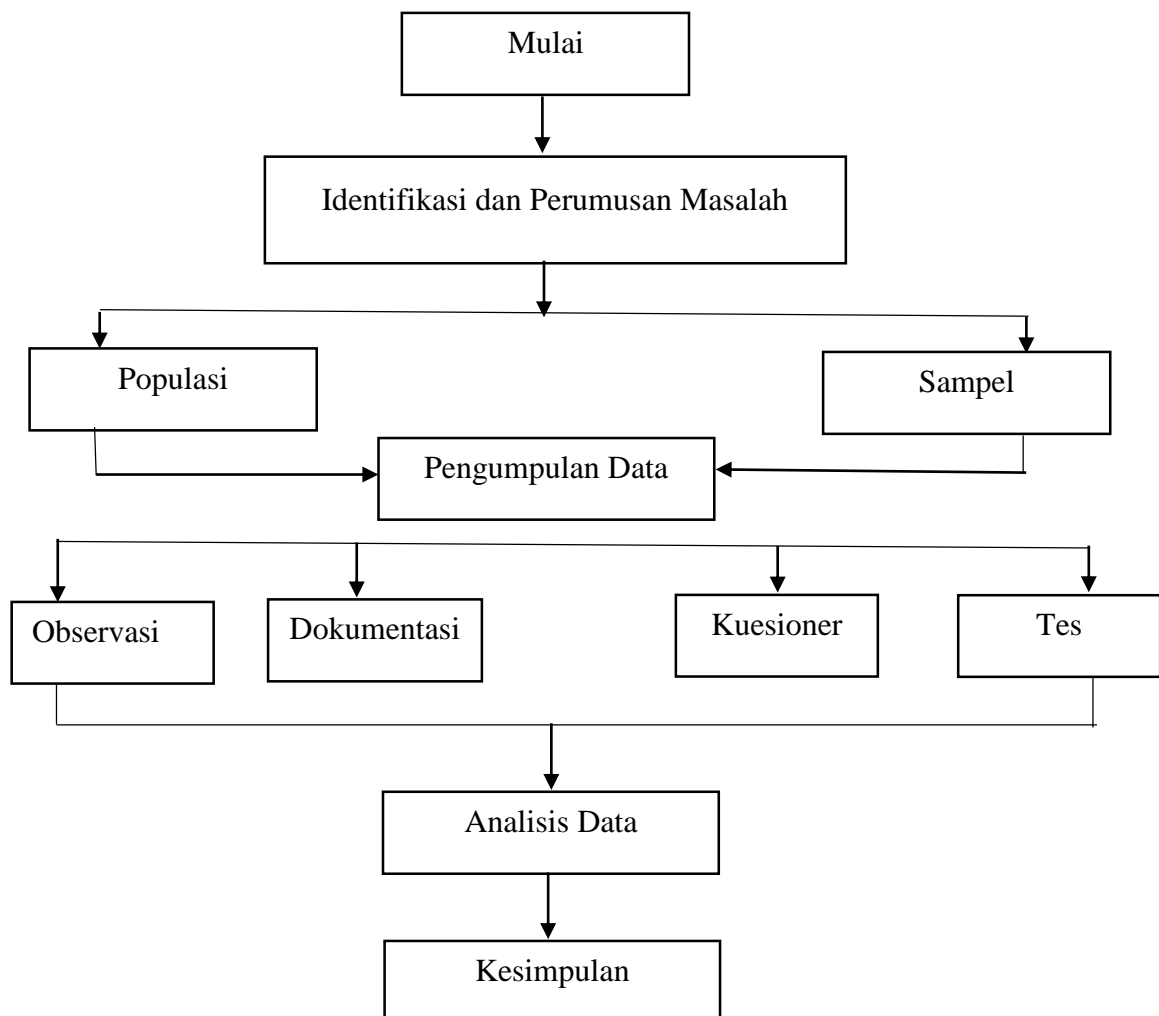 Mulai
Identifikasi dan Perumusan Masalah
Populasi
Sampel
Pengumpulan Data
Observasi
Dokumentasi
Kuesioner
Tes
Analisis Data
Kesimpulan